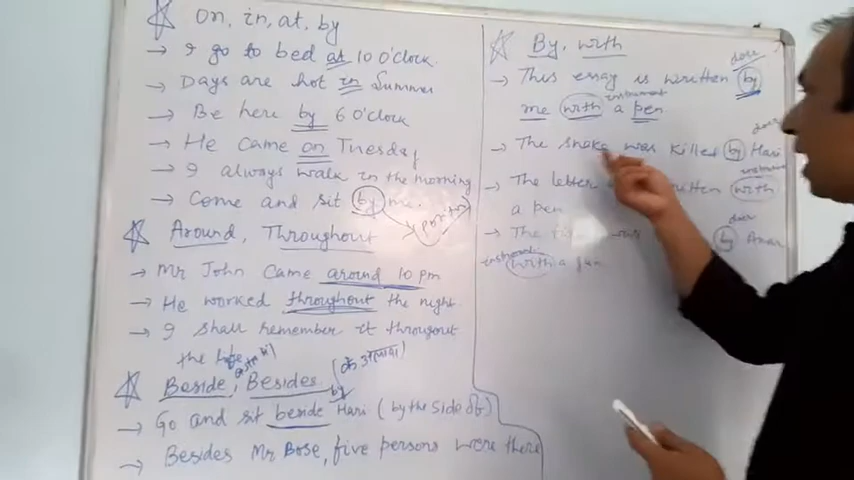 On, in, at, by
I go to bed at 10 O'clock.
Days are hot in Summer
Be here by 6 O'clock
He came on Tuesday
I always walk in the morning
Come and sit by me.
Around, Throughout
Mr John Came around 10 pm
He worked throughout the night.
I shall remember it througout
the
Beside, Besides
by
Go and sit beside Hari (by the Side of)
Besides Mr Bose, five persons were there
By, with
doer
This essay is written by
instrument
me with a pen
doer
The snake was killed by Hari
The letter with
a pen
doer
The was by
with a gun